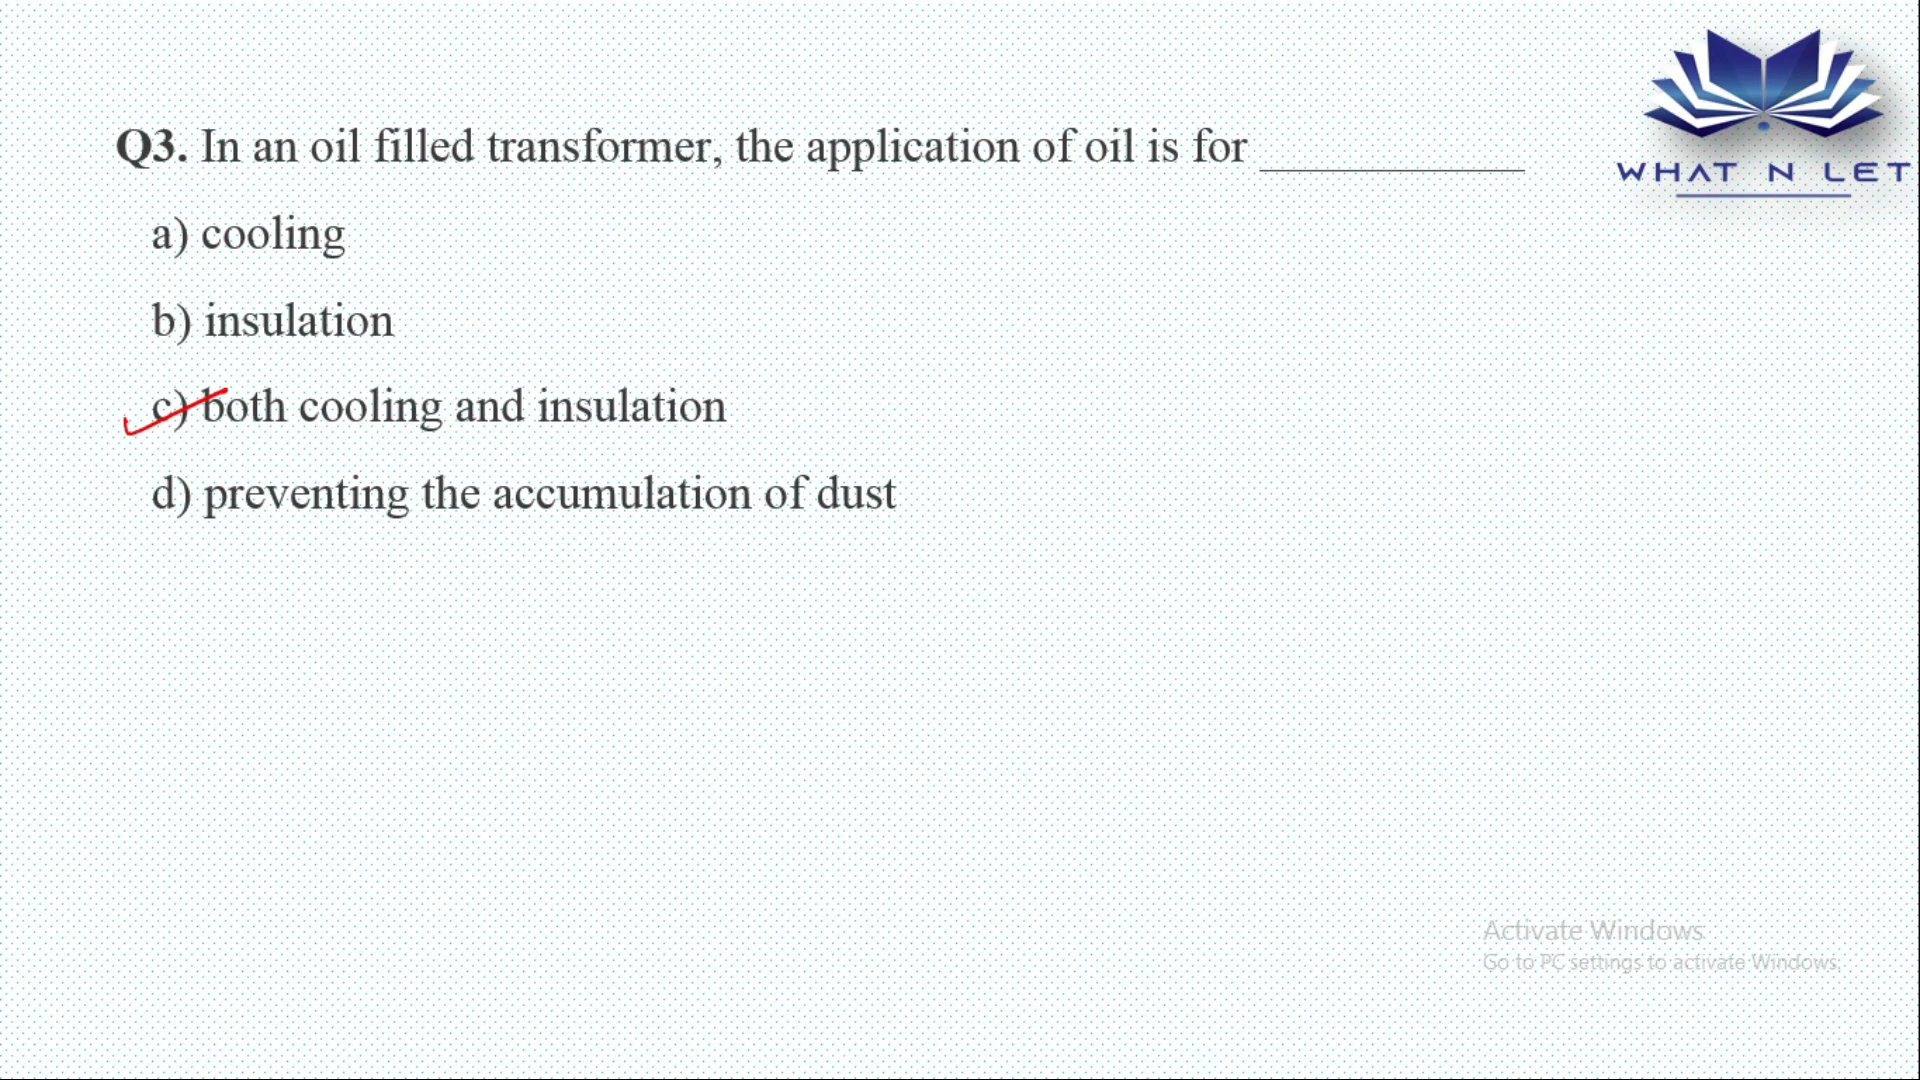 Q3. In an oil filled transformer, the application of oil is for ___________
a) cooling
b) insulation
c) both cooling and insulation
d) preventing the accumulation of dust
WHAT N LET
Activate Windows
Go to PC settings to activate Windows.